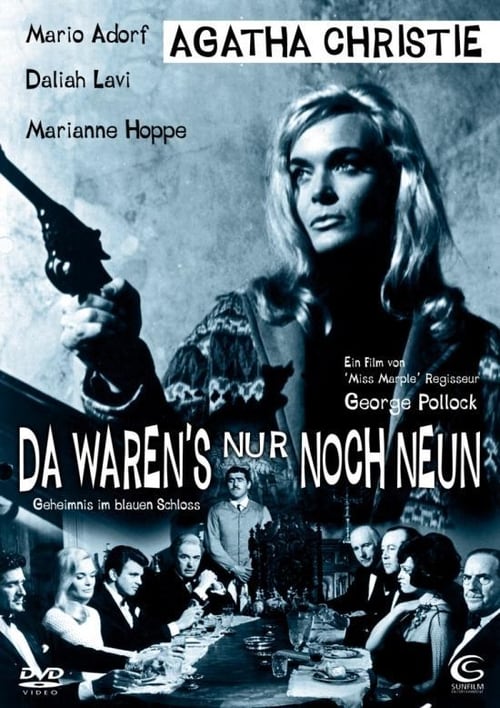 Mario Adorf
AGATHA CHRISTIE
Daliah Lavi
Marianne Hoppe
Ein Film von
'Miss Marple' Regisseur
George Pollock
DA WAREN'S NUR NOCH NEUN
Geheimnis im blauen Schloss
DVD
VIDEO
SUNFILM
ENTERTAINMENT